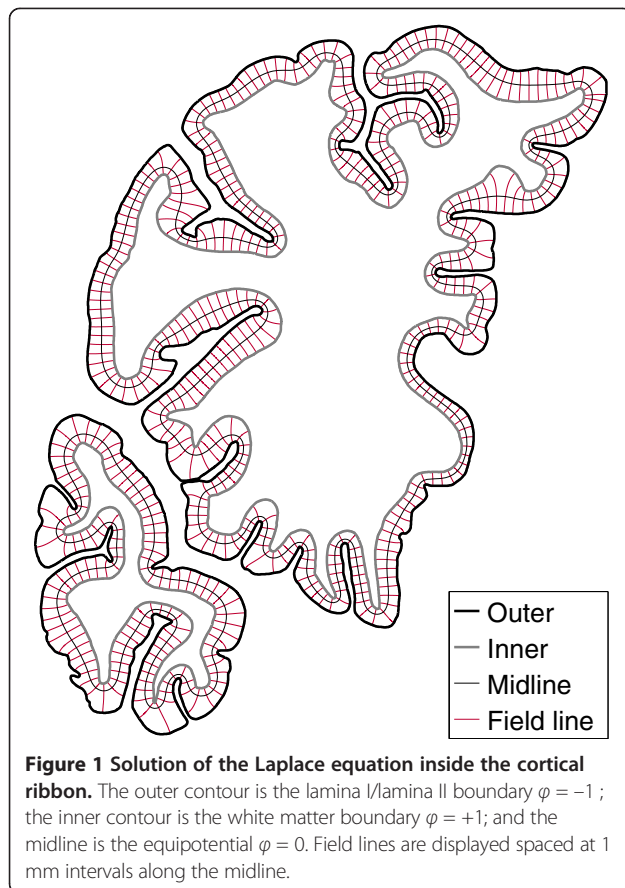 Outer
Inner
Midline
Field line
Figure 1 Solution of the Laplace equation inside the cortical
ribbon. The outer contour is the lamina I/lamina II boundary φ = –1 ;
the inner contour is the white matter boundary φ = +1; and the
midline is the equipotential φ = 0. Field lines are displayed spaced at 1
mm intervals along the midline.